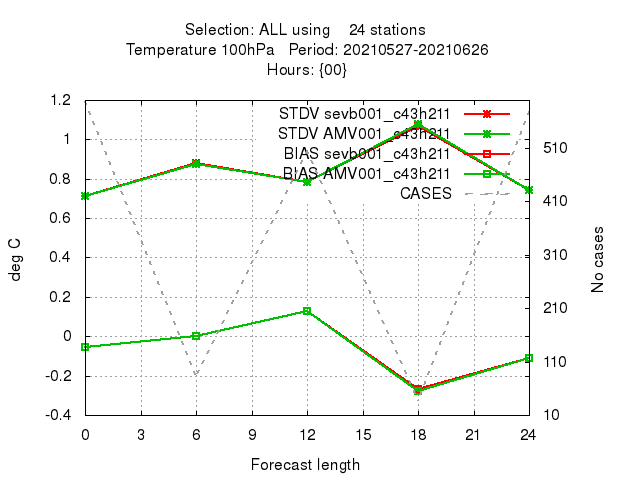 Selection: ALL using 24 stations
Temperature 100hPa Period: 20210527-20210626
Hours: {00}
STDV sevb001_c43h211
STDV AMV001_c43h211
BIAS sevb001_c43h211
BIAS AMV001_c43h211
CASES
1.2
1
0.8
0.6
0.4
0.2
0
-0.2
-0.4
deg C
510
410
310
210
110
10
No cases
0 3 6 9 12 15 18 21 24
Forecast length